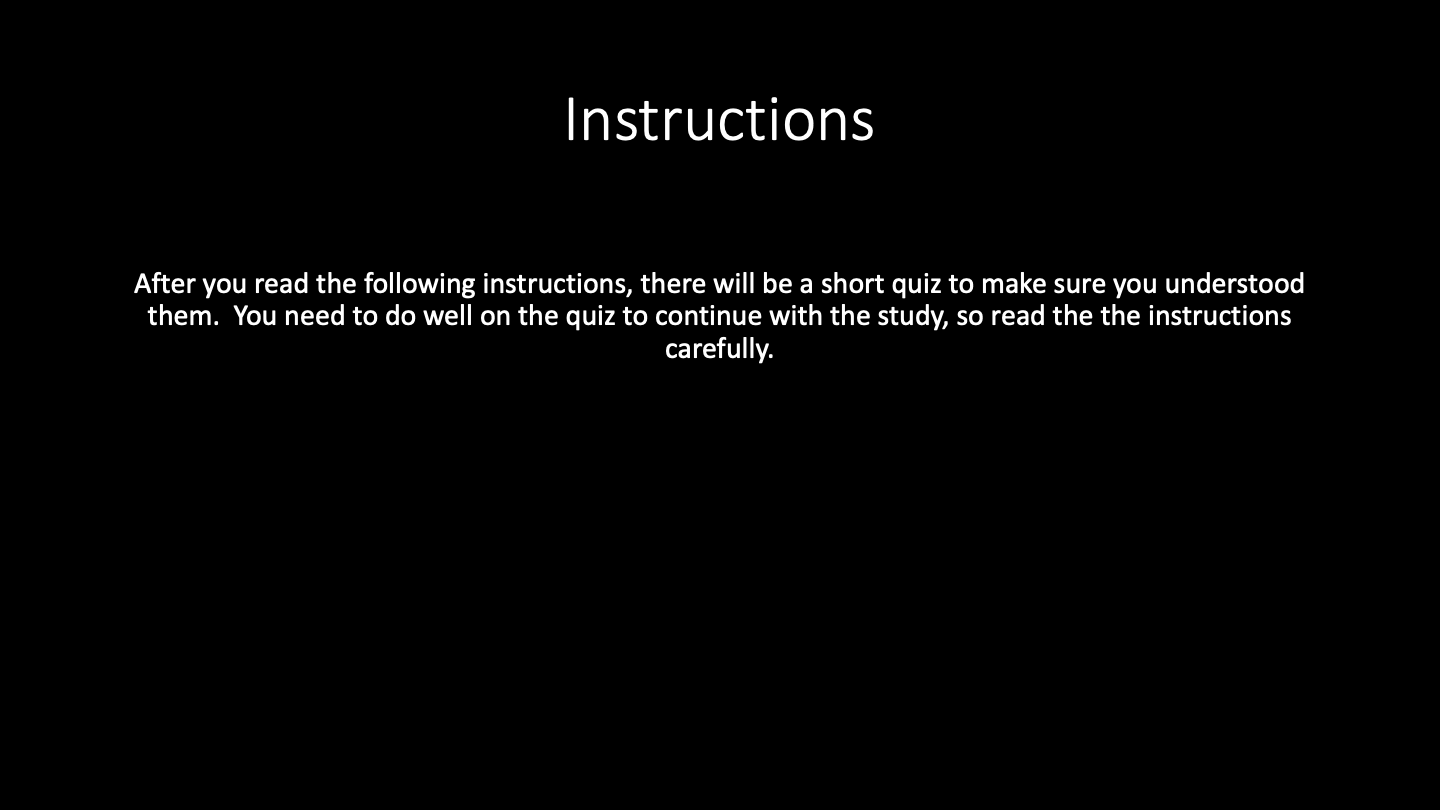 Instructions
After you read the following instructions, there will be a short quiz to make sure you understood
them.  You need to do well on the quiz to continue with the study, so read the the instructions
carefully.